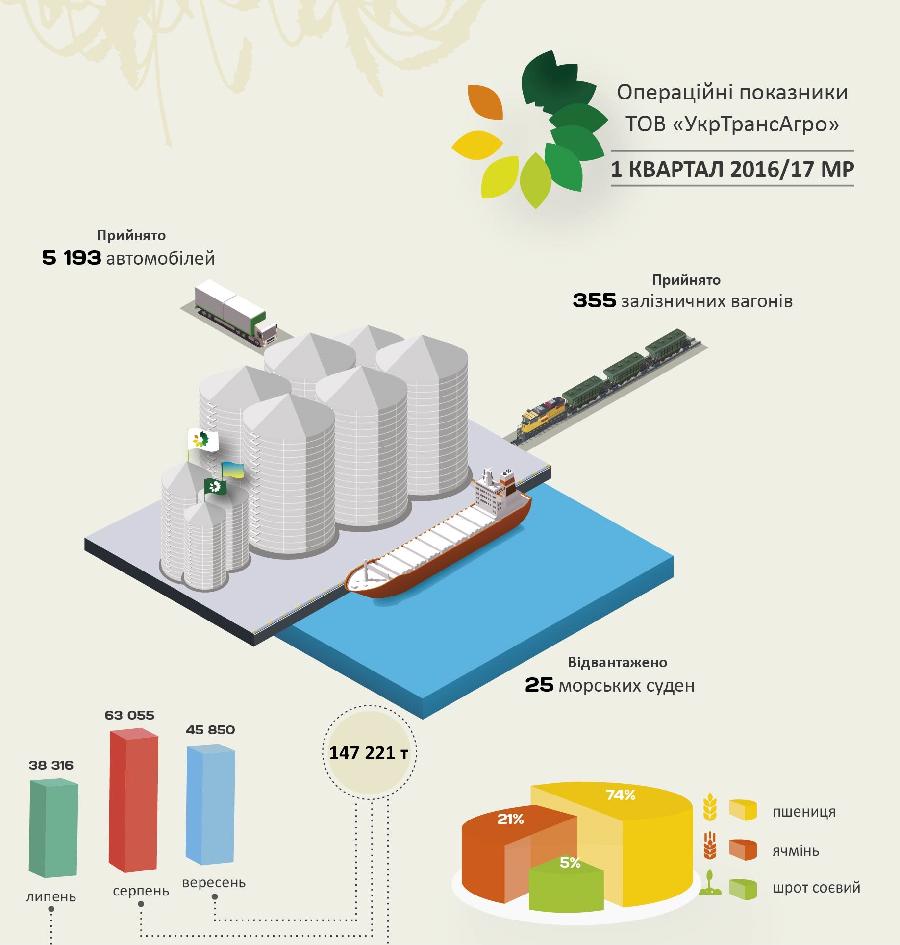 Операційні показники
ТОВ «УкрТрансАгро»
1 КВАРТАЛ 2016/17 МР
Прийнято
5 193 автомобілей
Прийнято
355 залізничних вагонів
Відвантажено
25 морських суден
63 055
45 850
38 316
147 221 т
74%
21%
5%
пшениця
ячмінь
шрот соєвий
липень
серпень
вересень